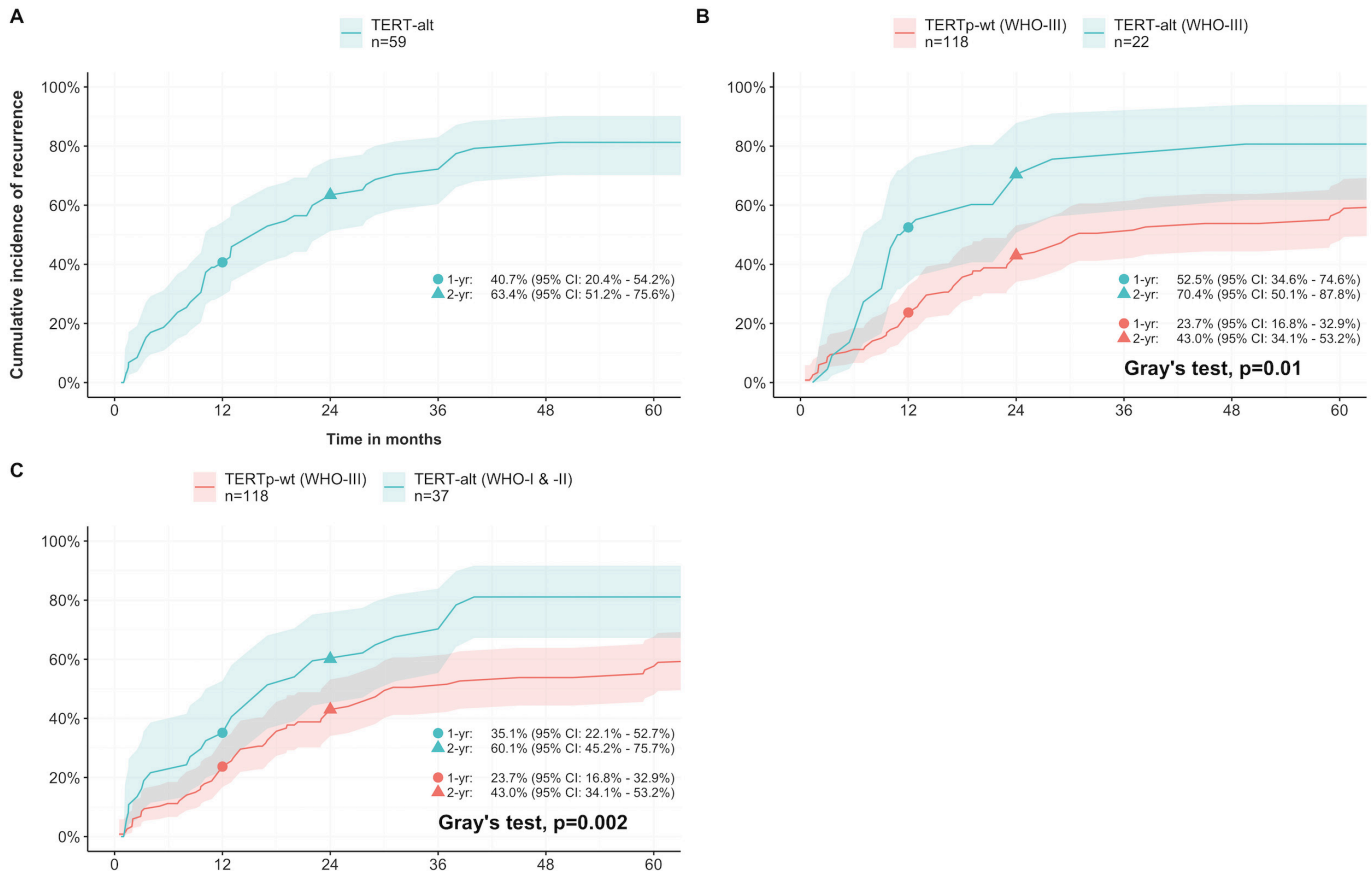 A
TERT-alt
n=59
Cumulative incidence of recurrence
100%
80%
60%
40%
20%
0%
1-yr: 40.7% (95% CI: 20.4% - 54.2%)
2-yr: 63.4% (95% CI: 51.2% - 75.6%)
0 12 24 36 48 60
Time in months
B
TERTp-wt (WHO-III)
n=118
TERT-alt (WHO-III)
n=22
100%
80%
60%
40%
20%
0%
1-yr: 52.5% (95% CI: 34.6% - 74.6%)
2-yr: 70.4% (95% CI: 50.1% - 87.8%)
1-yr: 23.7% (95% CI: 16.8% - 32.9%)
2-yr: 43.0% (95% CI: 34.1% - 53.2%)
Gray's test, p=0.01
0 12 24 36 48 60
C
TERTp-wt (WHO-III)
n=118
TERT-alt (WHO-I & -II)
n=37
100%
80%
60%
40%
20%
0%
1-yr: 35.1% (95% CI: 22.1% - 52.7%)
2-yr: 60.1% (95% CI: 45.2% - 75.7%)
1-yr: 23.7% (95% CI: 16.8% - 32.9%)
2-yr: 43.0% (95% CI: 34.1% - 53.2%)
Gray's test, p=0.002
0 12 24 36 48 60